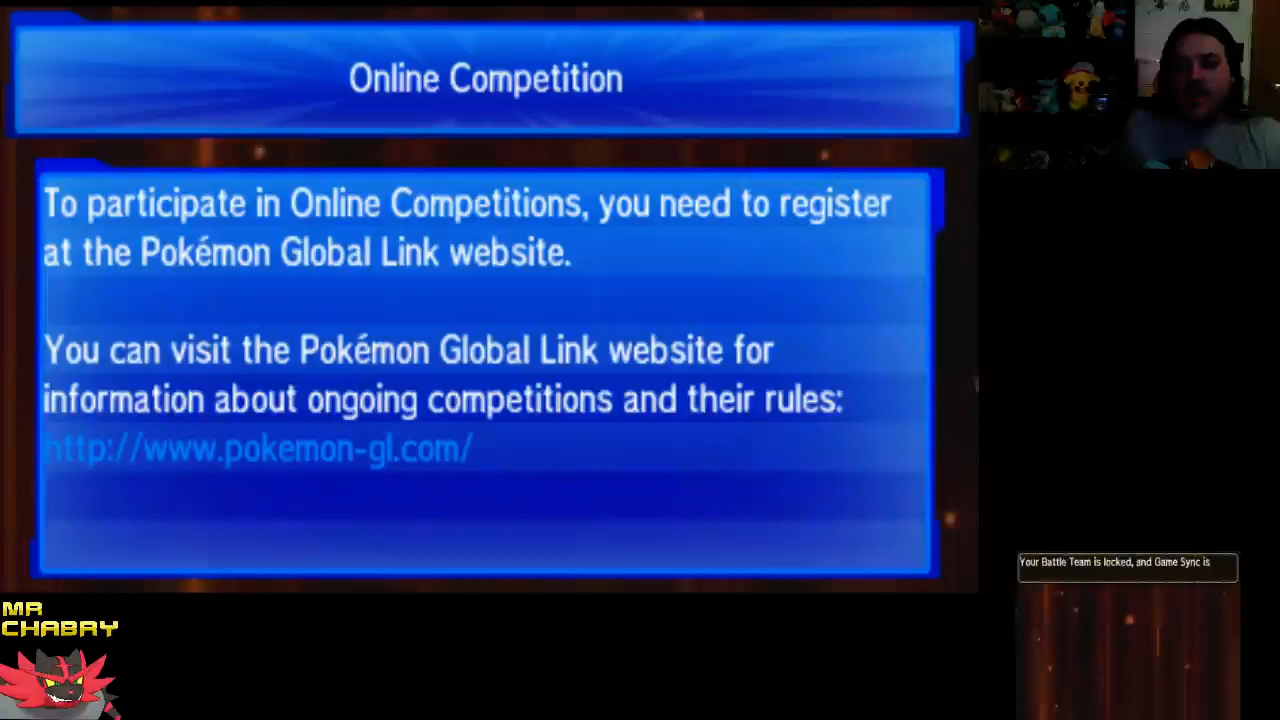 Online Competition
To participate in Online Competitions, you need to register
at the Pokémon Global Link website.
You can visit the Pokémon Global Link website for
information about ongoing competitions and their rules:
http://www.pokemon-gl.com/
Your Battle Team is locked, and Game Sync is
MR
CHABRY